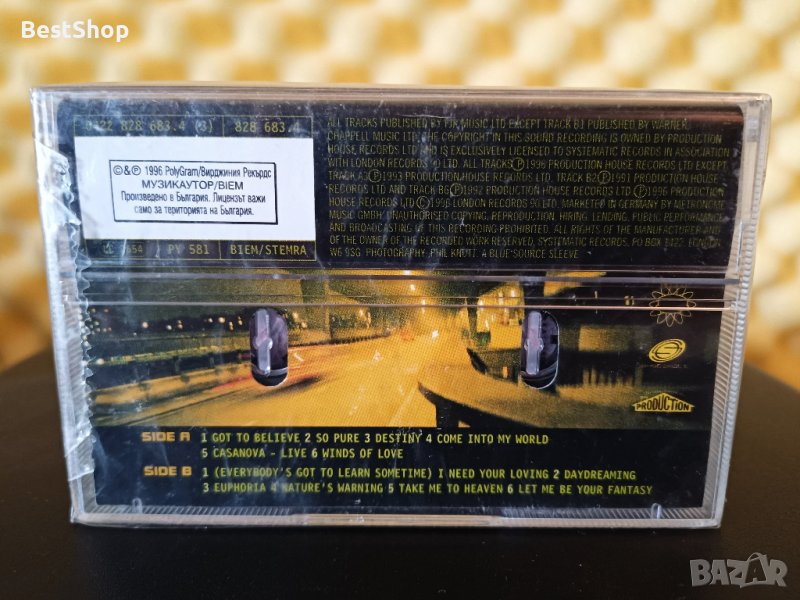 BestShop
0422 828 683.4 (3) 828 683.4
©&℗ 1996 PolyGram/Вирджиния Рекърдс
МУЗИКАУТОР/BIEM
Произведено в България. Лицензът важи
само за територията на България.
PY 581 BIEM/STEMRA
ALL TRACKS PUBLISHED BY MUSIC LTD EXCEPT TRACK B1 PUBLISHED BY WARNER
CHAPPELL MUSIC LTD. THE COPYRIGHT IN THIS SOUND RECORDING IS OWNED BY PRODUCTION
HOUSE RECORDS LTD AND IS EXCLUSIVELY LICENSED TO SYSTEMATIC RECORDS IN ASSOCIATION
WITH LONDON RECORDS 90 LTD. ALL TRACKS ℗1996 PRODUCTION HOUSE RECORDS LTD EXCEPT
TRACK A3 ℗1993 PRODUCTION HOUSE RECORDS LTD. TRACK B2 ℗1991 PRODUCTION HOUSE
RECORDS LTD AND TRACK B6 ℗1992 PRODUCTION HOUSE RECORDS LTD ℗1996 PRODUCTION
HOUSE RECORDS LTD ©1996 LONDON RECORDS 90 LTD. MARKETED IN GERMANY BY METRONOME
MUSIC GMBH. UNAUTHORISED COPYING, REPRODUCTION, HIRING, LENDING, PUBLIC PERFORMANCE
AND BROADCASTING OF THIS RECORDING PROHIBITED. ALL RIGHTS OF THE MANUFACTURER AND
OF THE OWNER OF THE RECORDED WORK RESERVED. SYSTEMATIC RECORDS, PO BOX LONDON
W6 9SG. PHOTOGRAPHY PHIL KNOTT. A BLUE SOURCE SLEEVE
PRODUCTION
SIDE A 1 GOT TO BELIEVE 2 SO PURE 3 DESTINY 4 COME INTO MY WORLD
5 CASANOVA - LIVE 6 WINDS OF LOVE
SIDE B 1 (EVERYBODY'S GOT TO LEARN SOMETIME) I NEED YOUR LOVING 2 DAYDREAMING
3 EUPHORIA 4 NATURE'S WARNING 5 TAKE ME TO HEAVEN 6 LET ME BE YOUR FANTASY
BAZAR